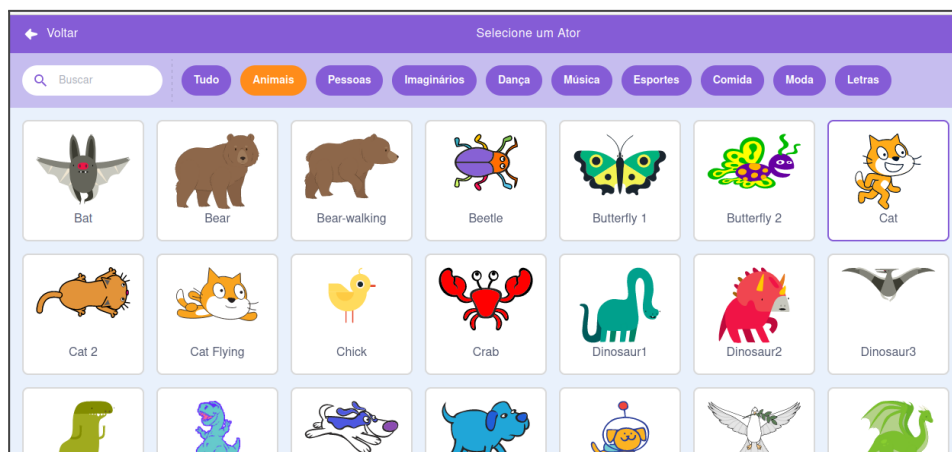 Voltar
Selecione um Ator
Buscar
Tudo
Animais
Pessoas
Imaginários
Dança
Música
Esportes
Comida
Moda
Letras
Bat
Bear
Bear-walking
Beetle
Butterfly 1
Butterfly 2
Cat
Cat 2
Cat Flying
Chick
Crab
Dinosaur1
Dinosaur2
Dinosaur3